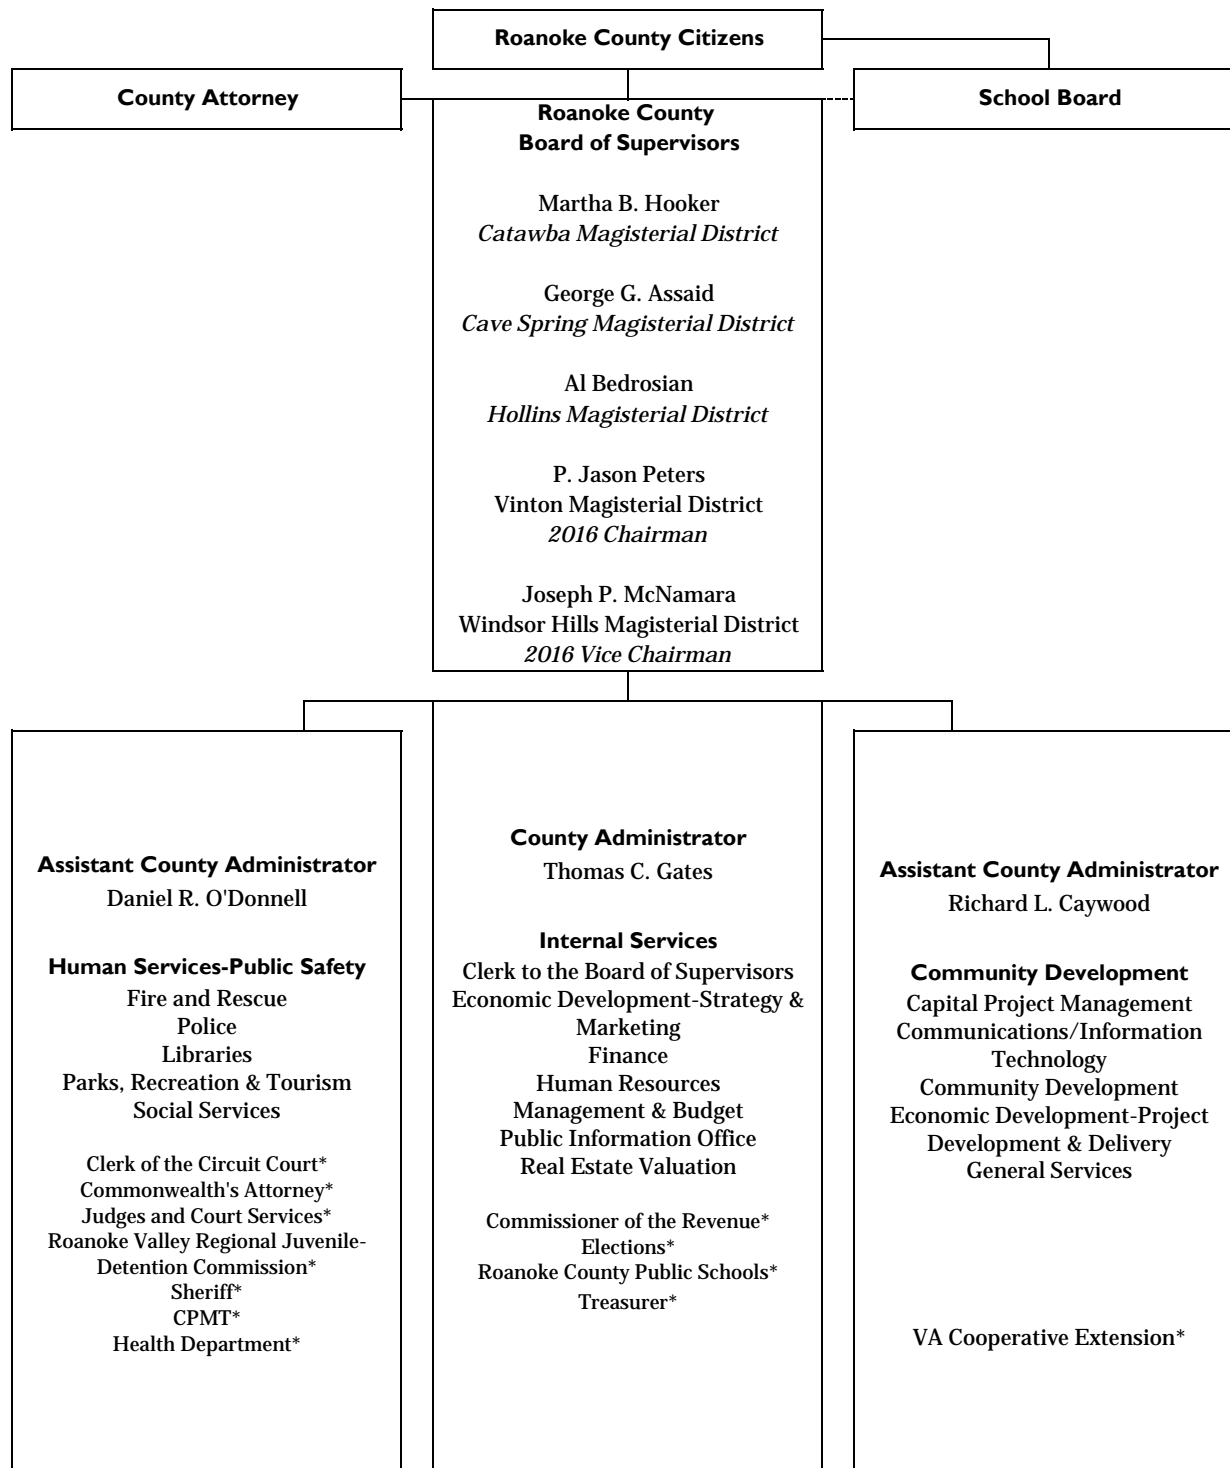 Roanoke County Citizens
County Attorney
School Board
Roanoke County
Board of Supervisors
Martha B. Hooker
Catawba Magisterial District
George G. Assaid
Cave Spring Magisterial District
Al Bedrosian
Hollins Magisterial District
P. Jason Peters
Vinton Magisterial District
2016 Chairman
Joseph P. McNamara
Windsor Hills Magisterial District
2016 Vice Chairman
Assistant County Administrator
Daniel R. O'Donnell
Human Services-Public Safety
Fire and Rescue
Police
Libraries
Parks, Recreation & Tourism
Social Services
Clerk of the Circuit Court*
Commonwealth's Attorney*
Judges and Court Services*
Roanoke Valley Regional Juvenile-
Detention Commission*
Sheriff*
CPMT*
Health Department*
County Administrator
Thomas C. Gates
Internal Services
Clerk to the Board of Supervisors
Economic Development-Strategy &
Marketing
Finance
Human Resources
Management & Budget
Public Information Office
Real Estate Valuation
Commissioner of the Revenue*
Elections*
Roanoke County Public Schools*
Treasurer*
Assistant County Administrator
Richard L. Caywood
Community Development
Capital Project Management
Communications/Information
Technology
Community Development
Economic Development-Project
Development & Delivery
General Services
VA Cooperative Extension*